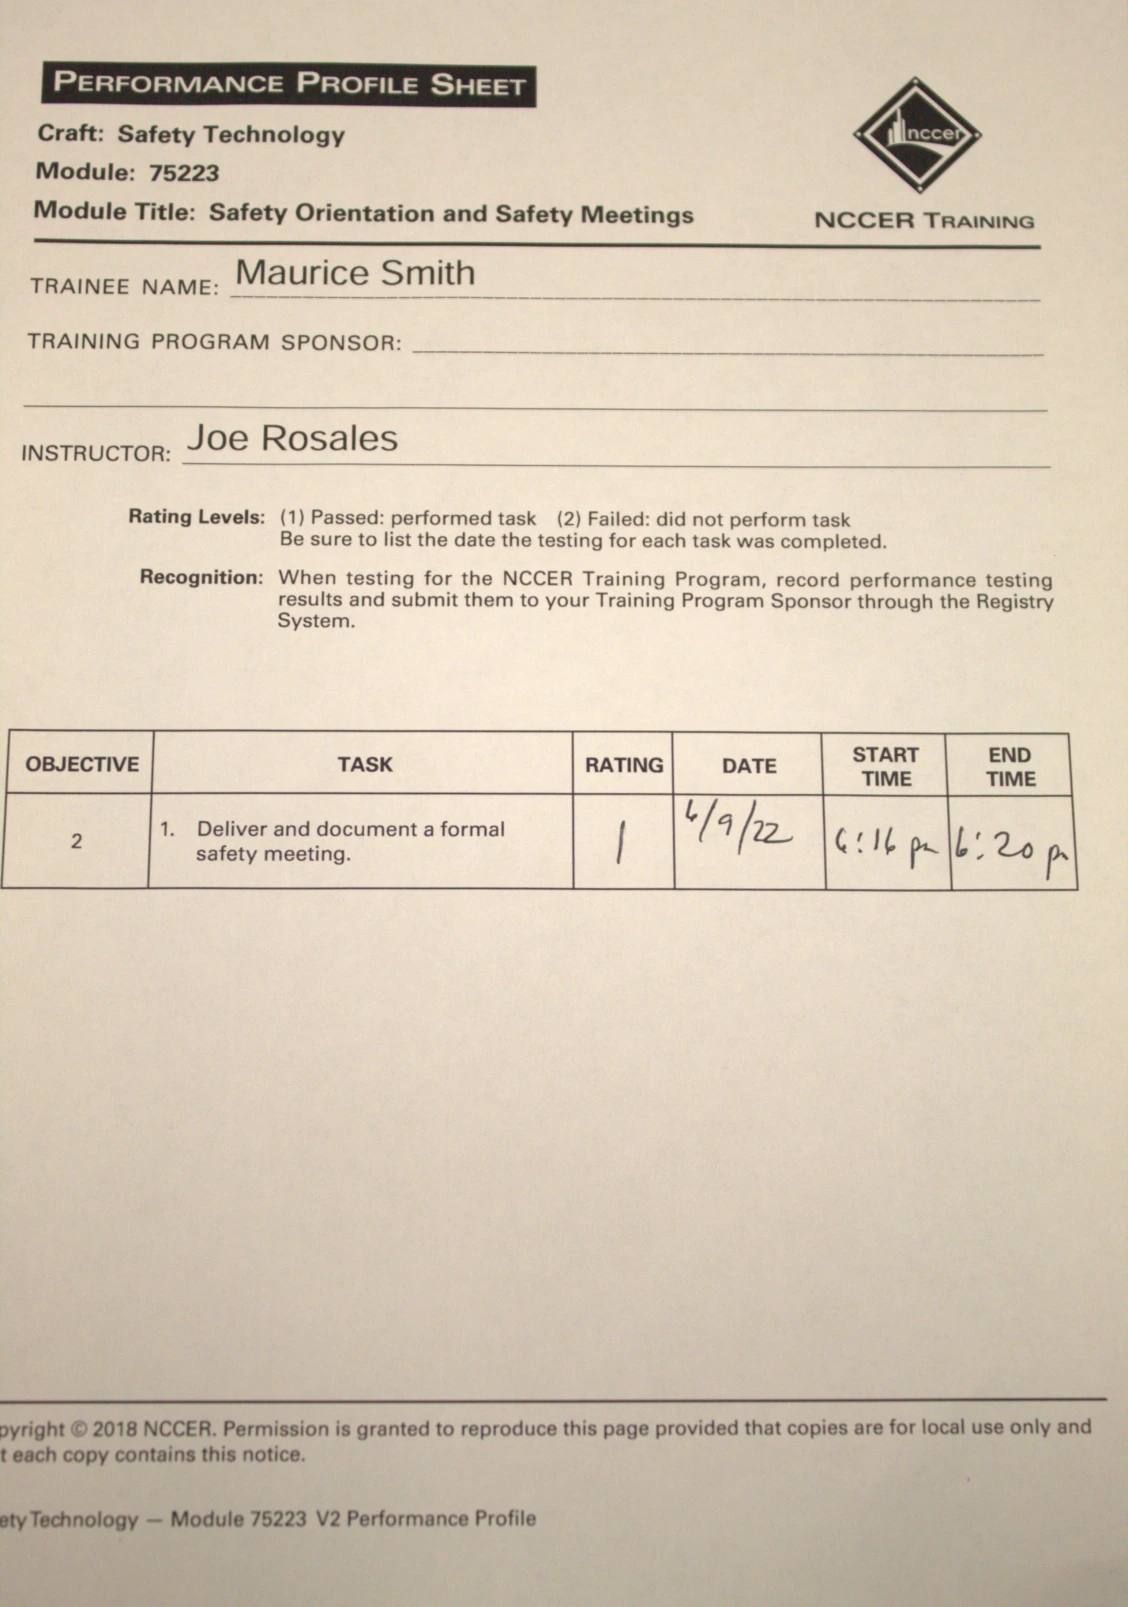 PERFORMANCE PROFILE SHEET
Craft: Safety Technology
Module: 75223
Module Title: Safety Orientation and Safety Meetings
nccer
NCCER TRAINING
TRAINEE NAME: Maurice Smith
TRAINING PROGRAM SPONSOR:
INSTRUCTOR: Joe Rosales
Rating Levels: (1) Passed: performed task (2) Failed: did not perform task
Be sure to list the date the testing for each task was completed.
Recognition: When testing for the NCCER Training Program, record performance testing
results and submit them to your Training Program Sponsor through the Registry
System.
OBJECTIVE TASK RATING DATE START TIME END TIME
2 1. Deliver and document a formal 1 6/9/22 6:16 pm 6:20 pm
safety meeting.
pyright © 2018 NCCER. Permission is granted to reproduce this page provided that copies are for local use only and
t each copy contains this notice.
ety Technology — Module 75223 V2 Performance Profile